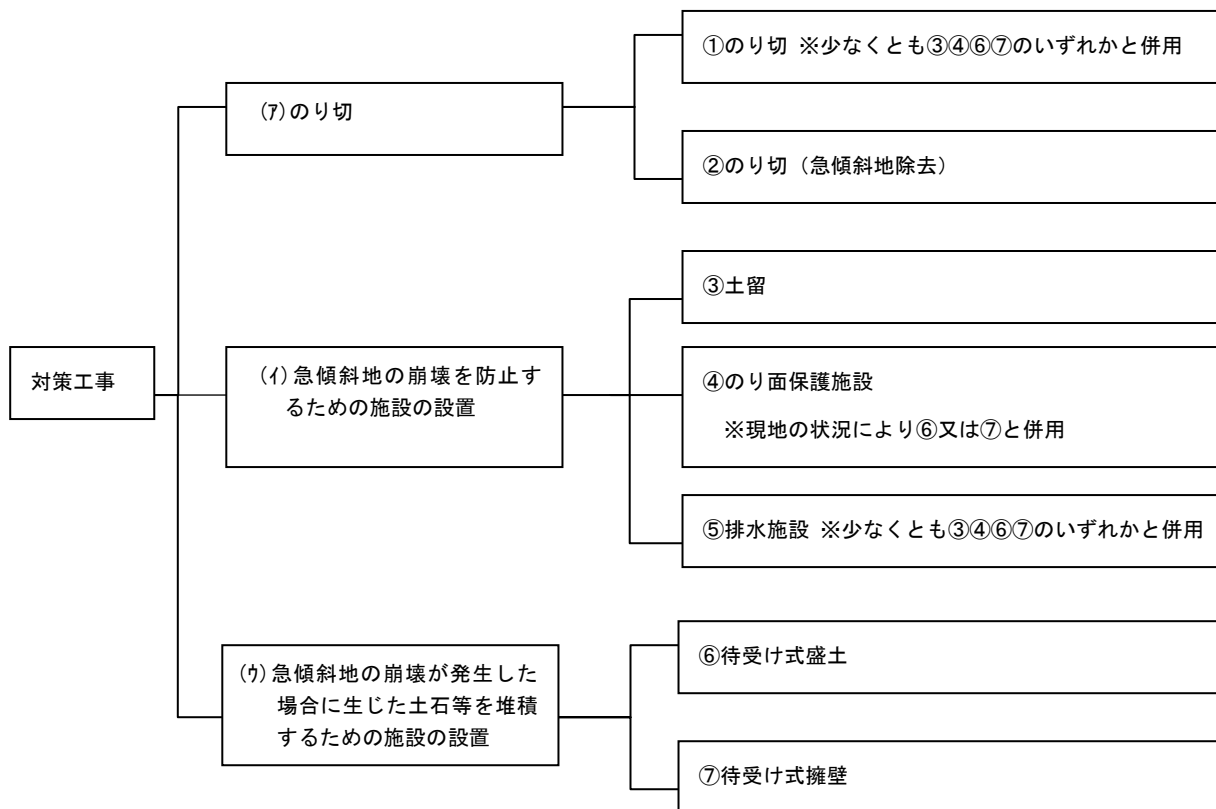 対策工事
(ｱ)のり切
①のり切 ※少なくとも③④⑥⑦のいずれかと併用
②のり切（急傾斜地除去）
(ｲ)急傾斜地の崩壊を防止す
るための施設の設置
③土留
④のり面保護施設
※現地の状況により⑥又は⑦と併用
⑤排水施設 ※少なくとも③④⑥⑦のいずれかと併用
(ｳ)急傾斜地の崩壊が発生した
場合に生じた土石等を堆積
するための施設の設置
⑥待受け式盛土
⑦待受け式擁壁